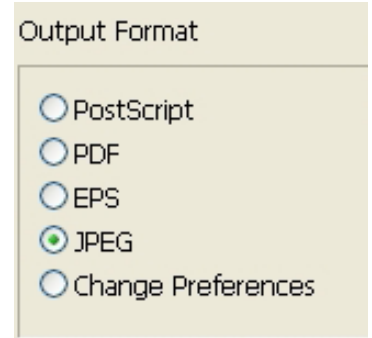 Output Format
PostScript
PDF
EPS
JPEG
Change Preferences